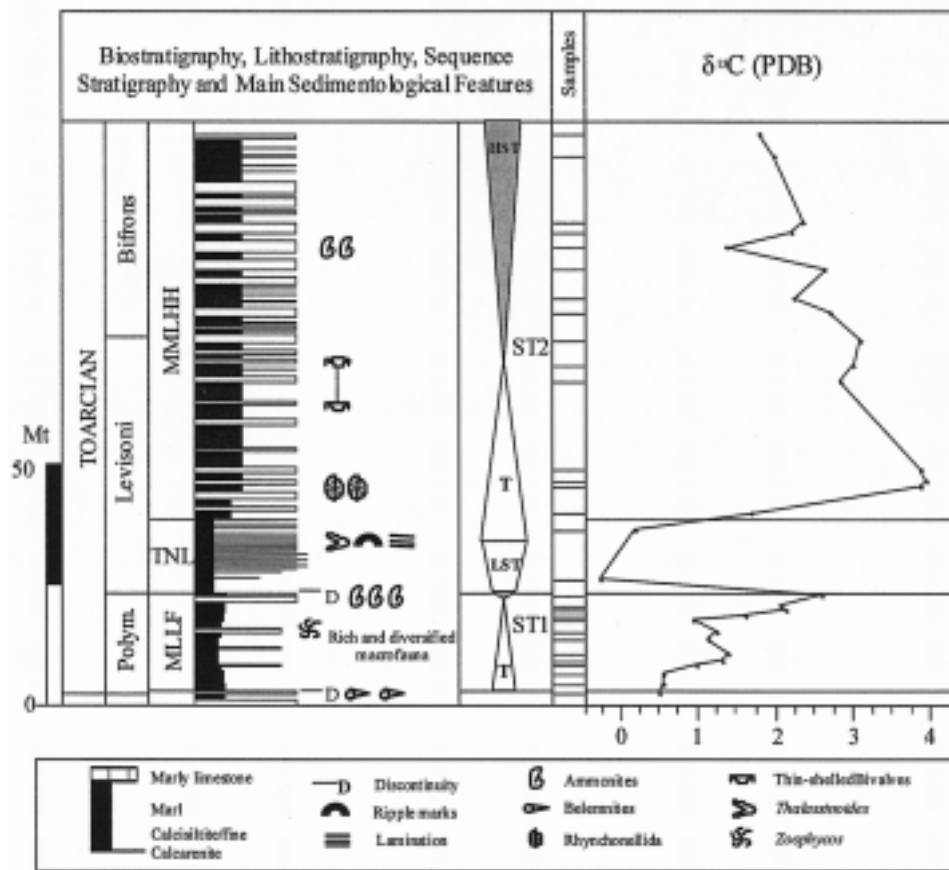 Biostratigraphy, Lithostratigraphy, Sequence
Stratigraphy and Main Sedimentological Features
Samples
δ¹³C (PDB)
TOARCIAN
Bifrons
Levisoni
Polym.
MMLHH
TNL
MLLF
HST
ST2
T
LST
ST1
T
Mt
50
0
D
Rich and diversified
macrofauna
D
0 1 2 3 4
Marly limestone
Marl
Calcisiltite/fine
Calcarenite
D Discontinuity
Ripple marks
Lamination
Ammonites
Belemnites
Rhynchonellida
Thin-shelled Bivalves
Thalassinoides
Zoophycos